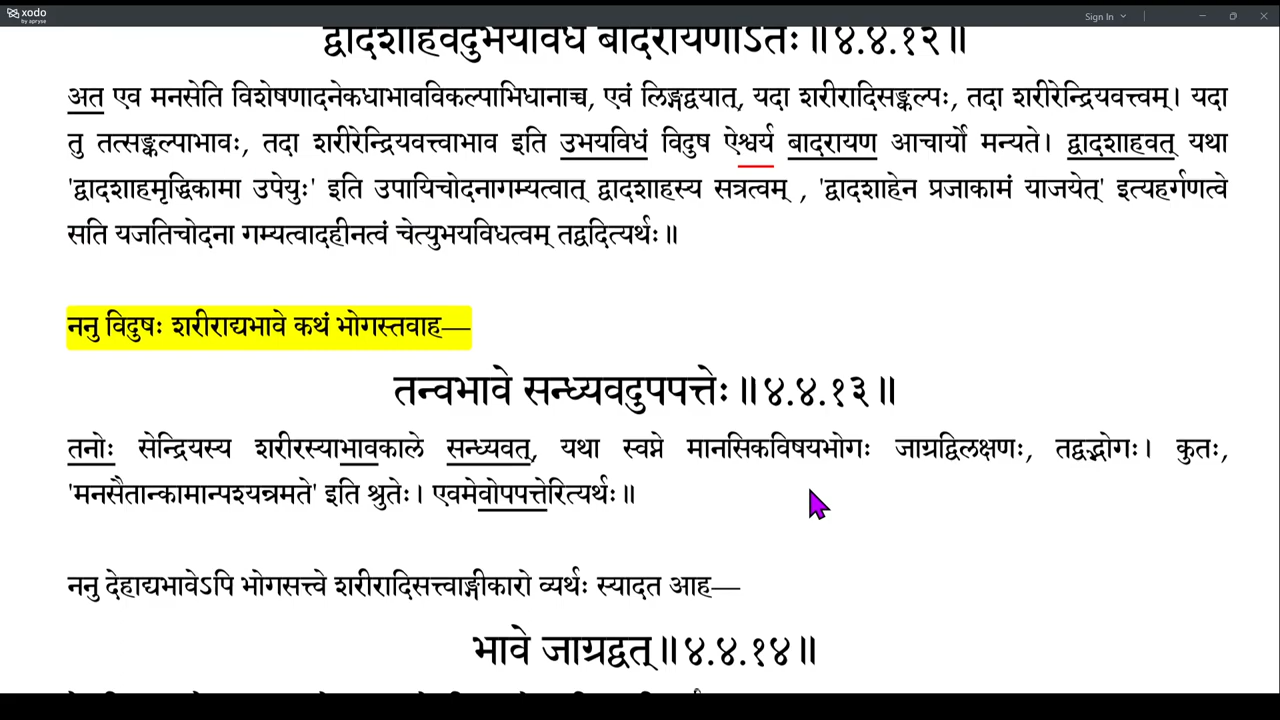 xodo
by apryse
Sign In
द्वादशाहवदुभयविधं बादरायणोऽतः॥४.४.१२॥
अत एव मनसेति विशेषणादनेकधाभावविकल्पाभिधानाच्च, एवं लिङ्गद्वयात्, यदा शरीरादिसङ्कल्पः, तदा शरीरेन्द्रियवत्त्वम्। यदा
तु तत्सङ्कल्पाभावः, तदा शरीरेन्द्रियवत्त्वाभाव इति उभयविधं विदुष ऐश्वर्य बादरायण आचार्यो मन्यते। द्वादशाहवत् यथा
'द्वादशाहमृद्धिकामा उपेयुः' इति उपायिचोदनागम्यत्वात् द्वादशाहस्य सत्रत्वम् , 'द्वादशाहेन प्रजाकामं याजयेत्' इत्यहर्गणत्वे
सति यजतिचोदना गम्यत्वादहीनत्वं चेत्युभयविधत्वम् तद्वदित्यर्थः॥
ननु विदुषः शरीराद्यभावे कथं भोगस्तवाह—
तन्वभावे सन्ध्यवदुपपत्तेः॥४.४.१३॥
तनोः सेन्द्रियस्य शरीरस्याभावकाले सन्ध्यवत्, यथा स्वप्ने मानसिकविषयभोगः जाग्रद्विलक्षणः, तद्वद्भोगः। कुतः,
'मनसैतान्कामान्पश्यन्रमते' इति श्रुतेः। एवमेवोपपत्तेरित्यर्थः॥
ननु देहाद्यभावेऽपि भोगसत्त्वे शरीरादिसत्त्वाङ्गीकारो व्यर्थः स्यादत आह—
भावे जाग्रद्वत्॥४.४.१४॥